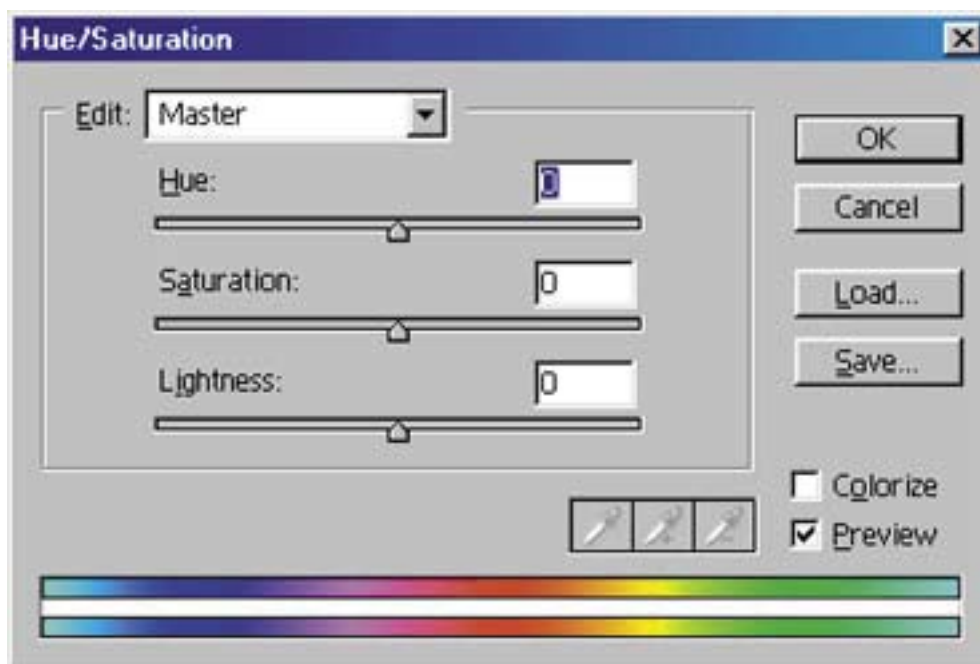 Hue/Saturation
Edit: Master
Hue: 0
Saturation: 0
Lightness: 0
OK
Cancel
Load...
Save...
Colorize
Preview